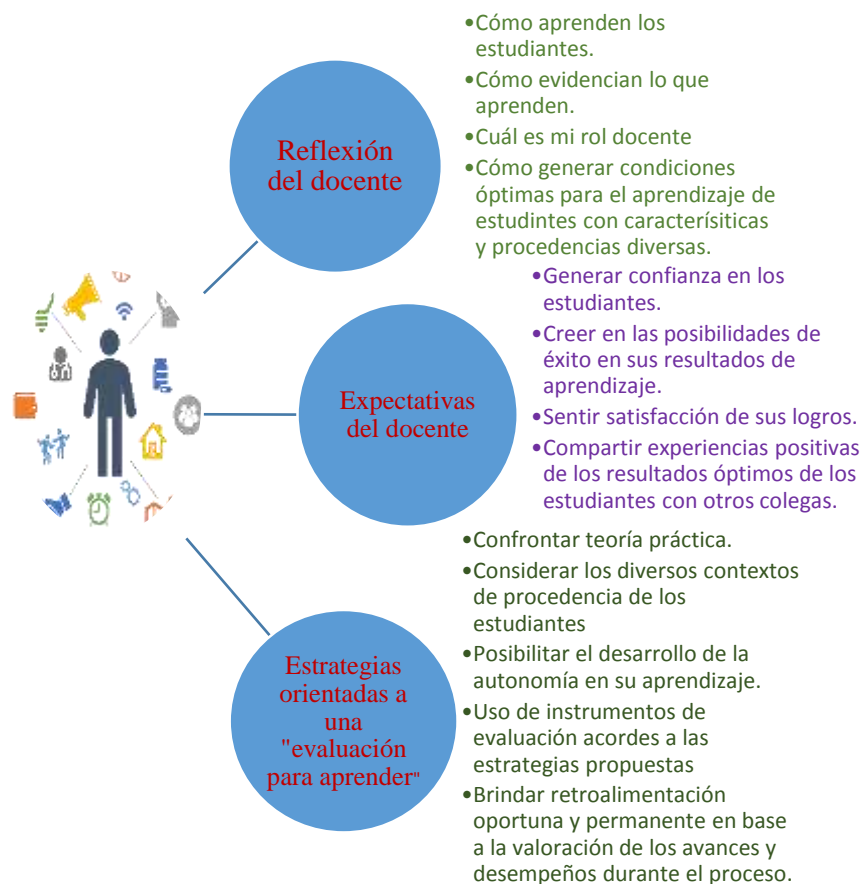 Reflexión
del docente
•Cómo aprenden los
estudiantes.
•Cómo evidencian lo que
aprenden.
•Cuál es mi rol docente
•Cómo generar condiciones
óptimas para el aprendizaje de
estudintes con caracterísiticas
y procedencias diversas.
Expectativas
del docente
•Generar confianza en los
estudiantes.
•Creer en las posibilidades de
éxito en sus resultados de
aprendizaje.
•Sentir satisfacción de sus logros.
•Compartir experiencias positivas
de los resultados óptimos de los
estudiantes con otros colegas.
Estrategias
orientadas a
una
"evaluación
para aprender"
•Confrontar teoría práctica.
•Considerar los diversos contextos
de procedencia de los
estudiantes
•Posibilitar el desarrollo de la
autonomía en su aprendizaje.
•Uso de instrumentos de
evaluación acordes a las
estrategias propuestas
•Brindar retroalimentación
oportuna y permanente en base
a la valoración de los avances y
desempeños durante el proceso.